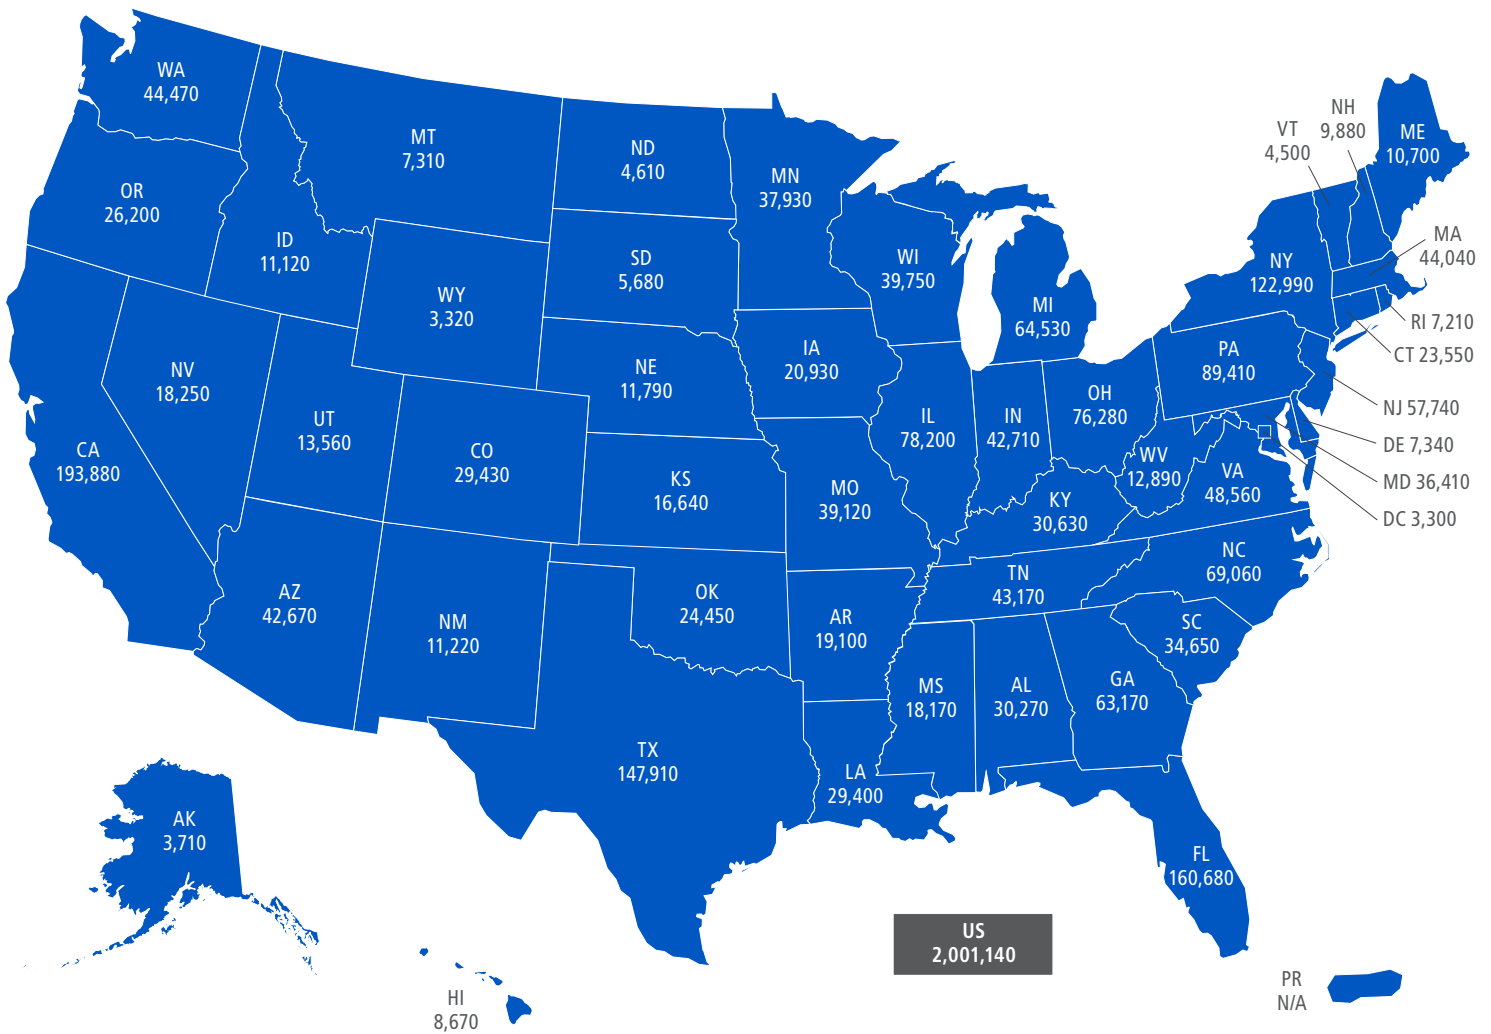 WA
44,470
MT
7,310
ND
4,610
MN
37,930
VT
4,500
NH
9,880
ME
10,700
OR
26,200
ID
11,120
WY
3,320
SD
5,680
WI
39,750
MI
64,530
NY
122,990
MA
44,040
RI 7,210
CT 23,550
NJ 57,740
DE 7,340
MD 36,410
DC 3,300
NV
18,250
UT
13,560
CA
193,880
CO
29,430
NE
11,790
IA
20,930
IL
78,200
IN
42,710
OH
76,280
PA
89,410
WV
12,890
VA
48,560
KS
16,640
MO
39,120
KY
30,630
NC
69,060
TN
43,170
SC
34,650
AZ
42,670
NM
11,220
OK
24,450
AR
19,100
MS
18,170
AL
30,270
GA
63,170
TX
147,910
LA
29,400
FL
160,680
AK
3,710
HI
8,670
US
2,001,140
PR
N/A